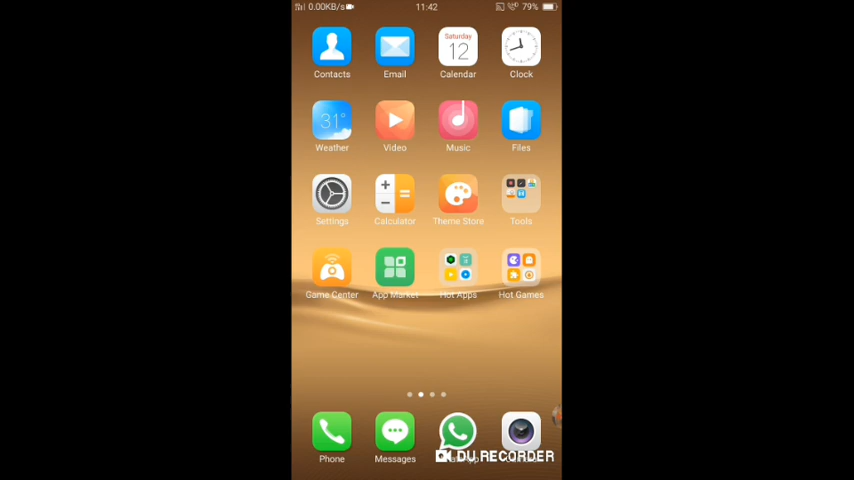 0.00KB/s 11:42 79%
Saturday
12
Contacts Email Calendar Clock
31°
Weather Video Music Files
Settings Calculator Theme Store Tools
Game Center App Market Hot Apps Hot Games
Phone Messages
DU RECORDER